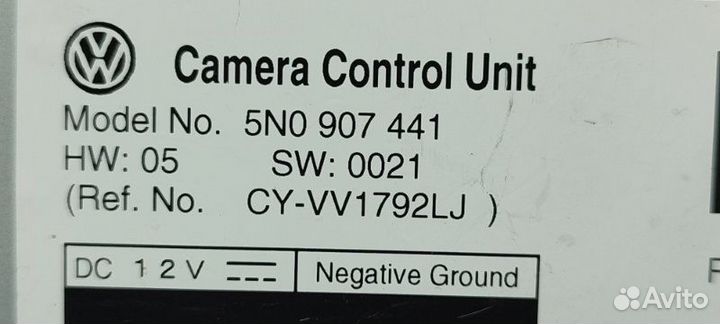 Camera Control Unit
Model No. 5N0 907 441
HW: 05 SW: 0021
(Ref. No. CY-VV1792LJ )
DC 12V Negative Ground
Avito